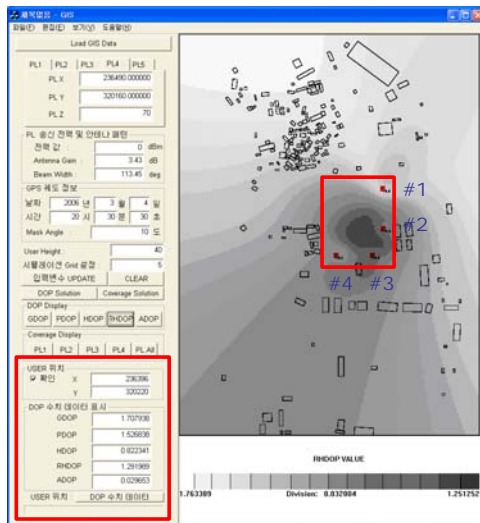 제목없음 - GIS
파일(F) 편집(E) 보기(V) 도움말(H)
Load GIS Data
PL1 PL2 PL3 PL4 PL5
PL X 236490.000000
PL Y 320160.000000
PL Z 70
PL 송신 전력 및 안테나 패턴
전력 값 : 0 dBm
Antenna Gain : 3.43 dB
Beam Width : 113.45 deg
GPS 궤도 정보
날짜 2006 년 3 월 4 일
시간 20 시 30 분 30 초
Mask Angle : 10 도
User Height : 40
시뮬레이션 Grid 설정 : 5
입력변수 UPDATE CLEAR
DOP Solution Coverage Solution
DOP Display
GDOP PDOP HDOP RHDOP ADOP
Coverage Display
PL1 PL2 PL3 PL4 PL All
USER 위치
확인 X 236396
Y 320220
DOP 수치 데이터 표시
GDOP 1.707938
PDOP 1.526838
HDOP 0.822341
RHDOP 1.291989
ADOP 0.029653
USER 위치 : DOP 수치 데이터
#1
#2
#4 #3
RHDOP VALUE
1.763389 Division: 0.032004 1.251252